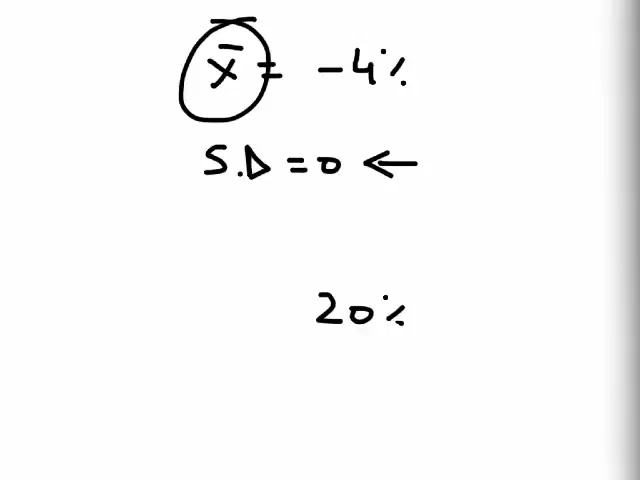 x̄ = -4%
S.D = 0 ←
20%